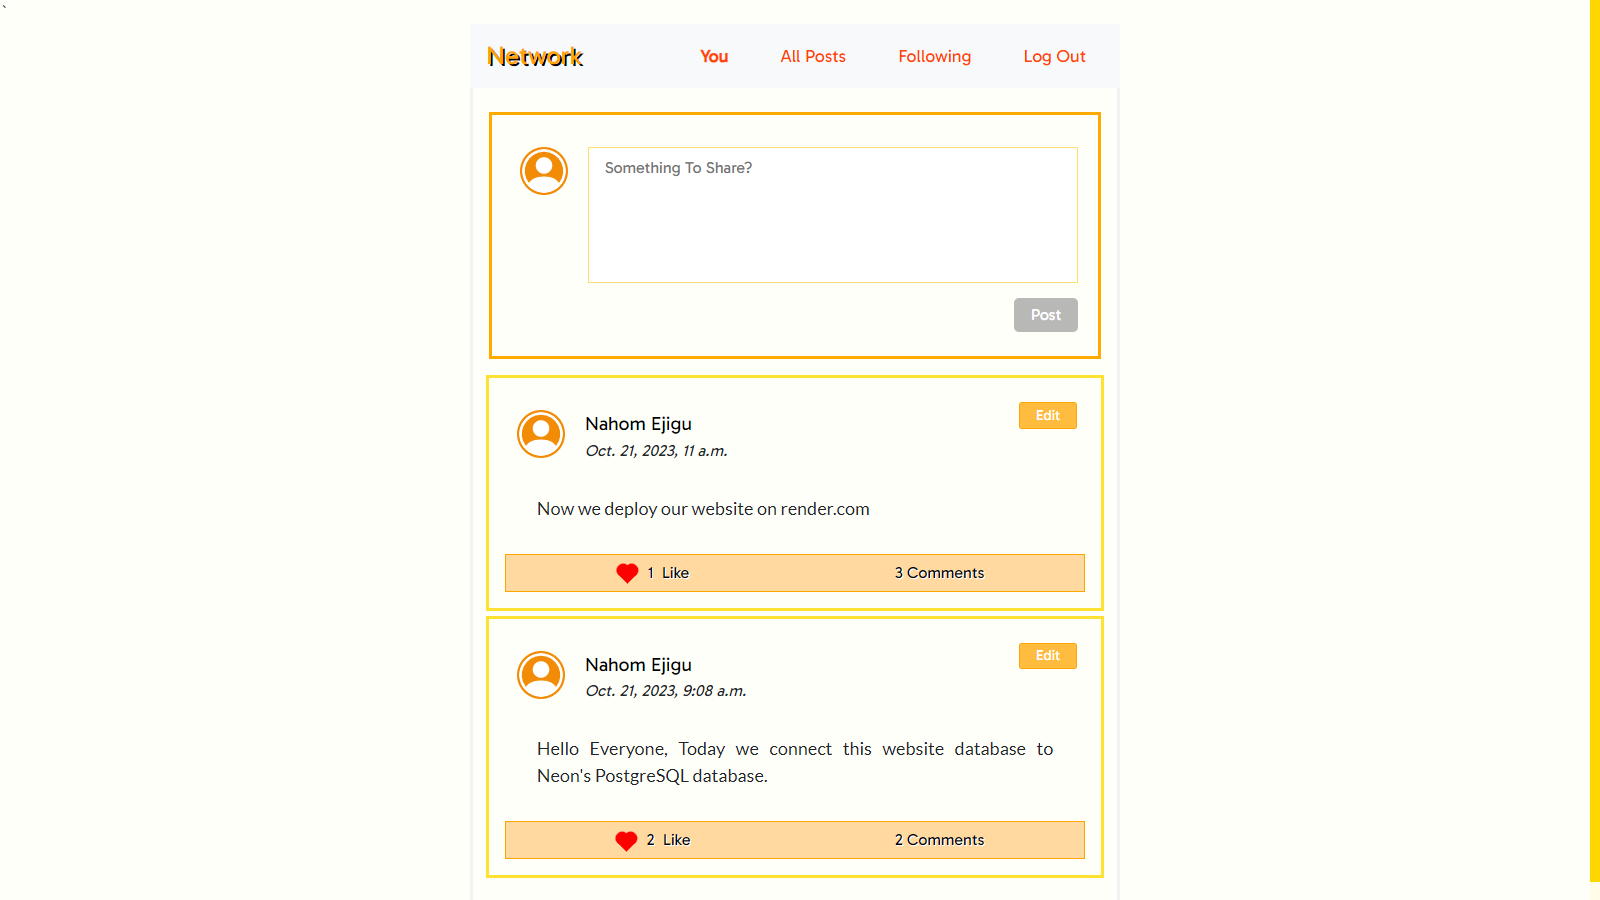 `
Network You All Posts Following Log Out
Something To Share?
Post
Nahom Ejigu Edit
Oct. 21, 2023, 11 a.m.
Now we deploy our website on render.com
1 Like 3 Comments
Nahom Ejigu Edit
Oct. 21, 2023, 9:08 a.m.
Hello Everyone, Today we connect this website database to
Neon's PostgreSQL database.
2 Like 2 Comments